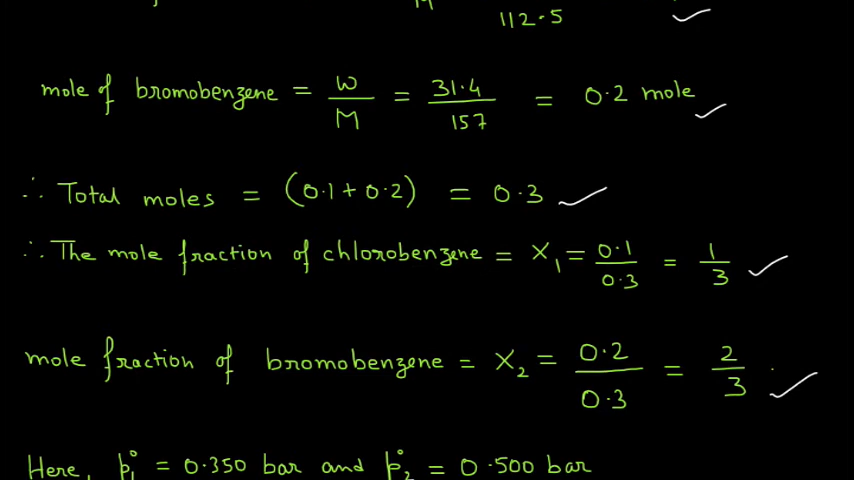 112.5
mole of bromobenzene = W/M = 31.4/157 = 0.2 mole
∴ Total moles = (0.1 + 0.2) = 0.3
∴ The mole fraction of chlorobenzene = X₁ = 0.1/0.3 = 1/3
mole fraction of bromobenzene = X₂ = 0.2/0.3 = 2/3
Here, p₁° = 0.350 bar and p₂° = 0.500 bar